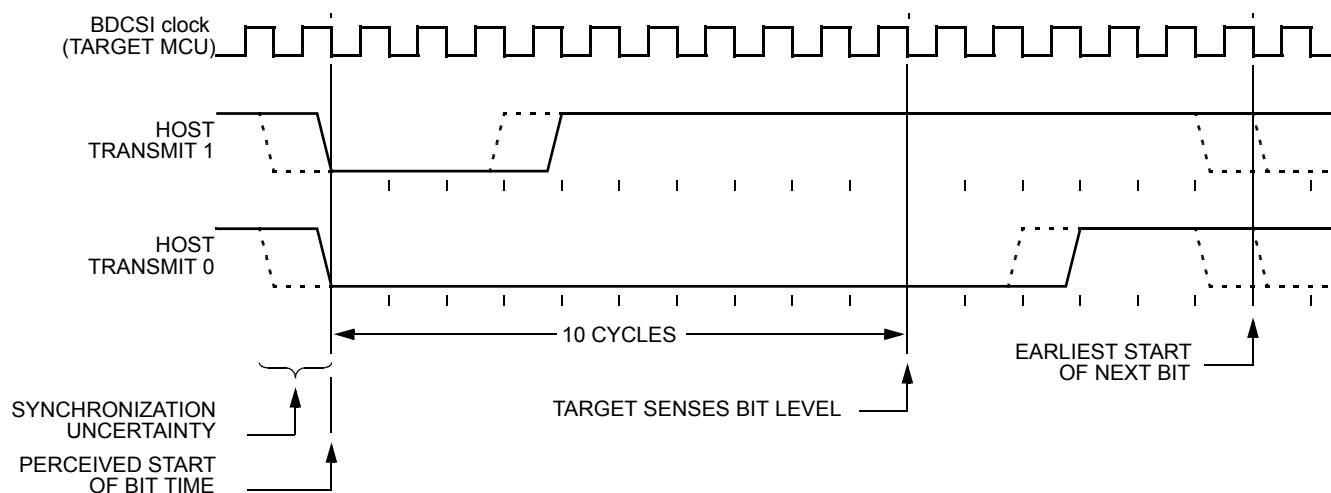 BDCSI clock
(TARGET MCU)
HOST
TRANSMIT 1
HOST
TRANSMIT 0
10 CYCLES
EARLIEST START
OF NEXT BIT
TARGET SENSES BIT LEVEL
SYNCHRONIZATION
UNCERTAINTY
PERCEIVED START
OF BIT TIME